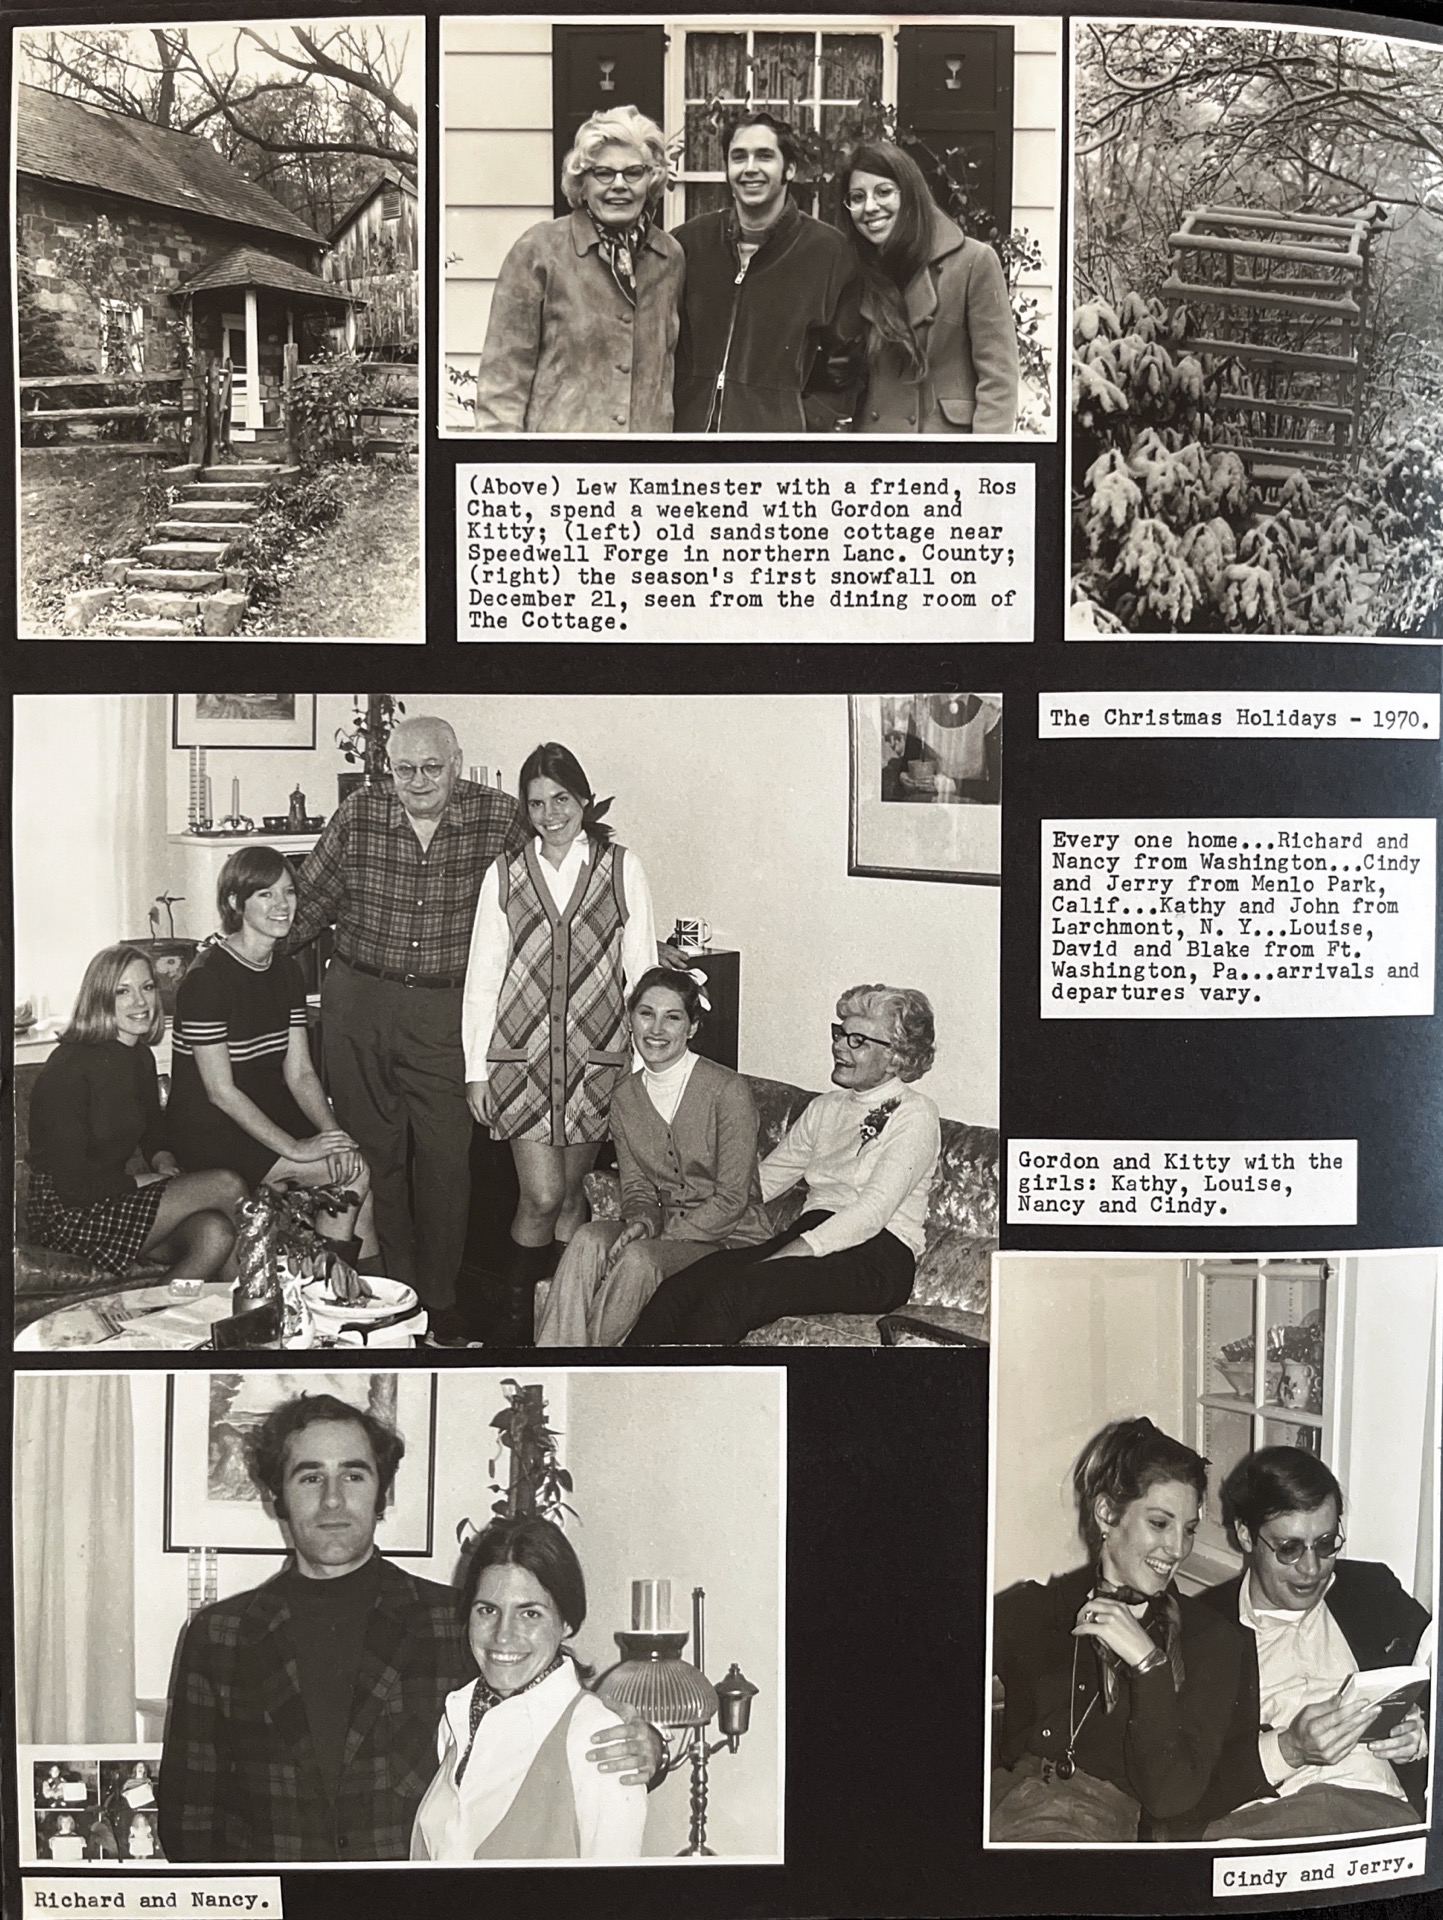 (Above) Lew Kaminester with a friend, Ros
Chat, spend a weekend with Gordon and
Kitty; (left) old sandstone cottage near
Speedwell Forge in northern Lanc. County;
(right) the season's first snowfall on
December 21, seen from the dining room of
The Cottage.
The Christmas Holidays - 1970.
Every one home...Richard and
Nancy from Washington...Cindy
and Jerry from Menlo Park,
Calif...Kathy and John from
Larchmont, N. Y...Louise,
David and Blake from Ft.
Washington, Pa...arrivals and
departures vary.
Gordon and Kitty with the
girls: Kathy, Louise,
Nancy and Cindy.
Richard and Nancy.
Cindy and Jerry.